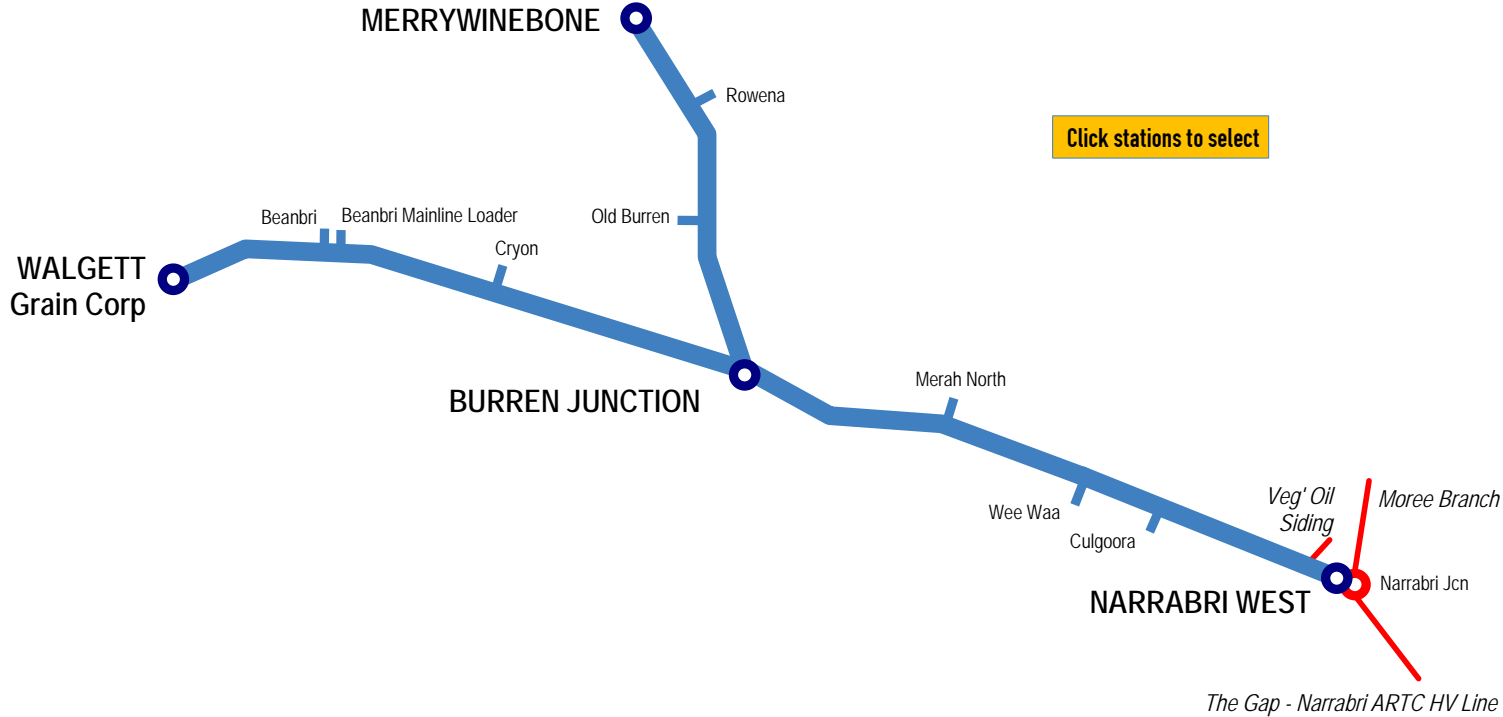 MERRYWINEBONE
Rowena
Click stations to select
Beanbri
Beanbri Mainline Loader
Old Burren
Cryon
WALGETT
Grain Corp
BURREN JUNCTION
Merah North
Wee Waa
Culgoora
Veg' Oil
Siding
Moree Branch
NARRABRI WEST
Narrabri Jcn
The Gap - Narrabri ARTC HV Line